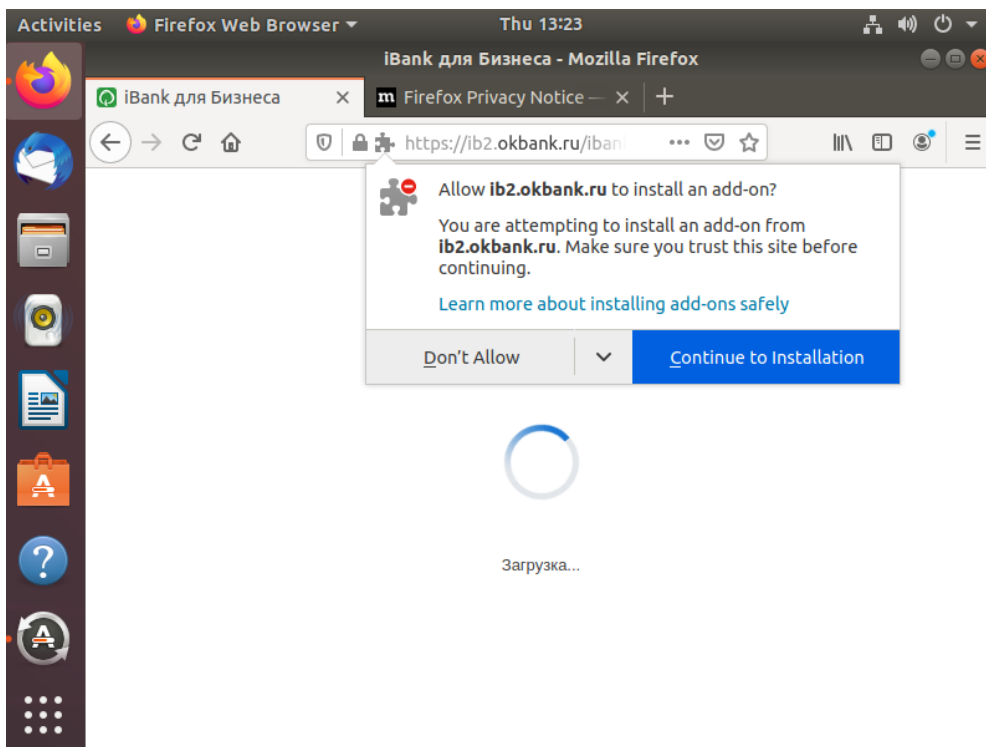 Activities Firefox Web Browser Thu 13:23
iBank для Бизнеса - Mozilla Firefox
iBank для Бизнеса Firefox Privacy Notice —
https://ib2.okbank.ru/iban
Allow ib2.okbank.ru to install an add-on?
You are attempting to install an add-on from
ib2.okbank.ru. Make sure you trust this site before
continuing.
Learn more about installing add-ons safely
Don't Allow Continue to Installation
Загрузка...